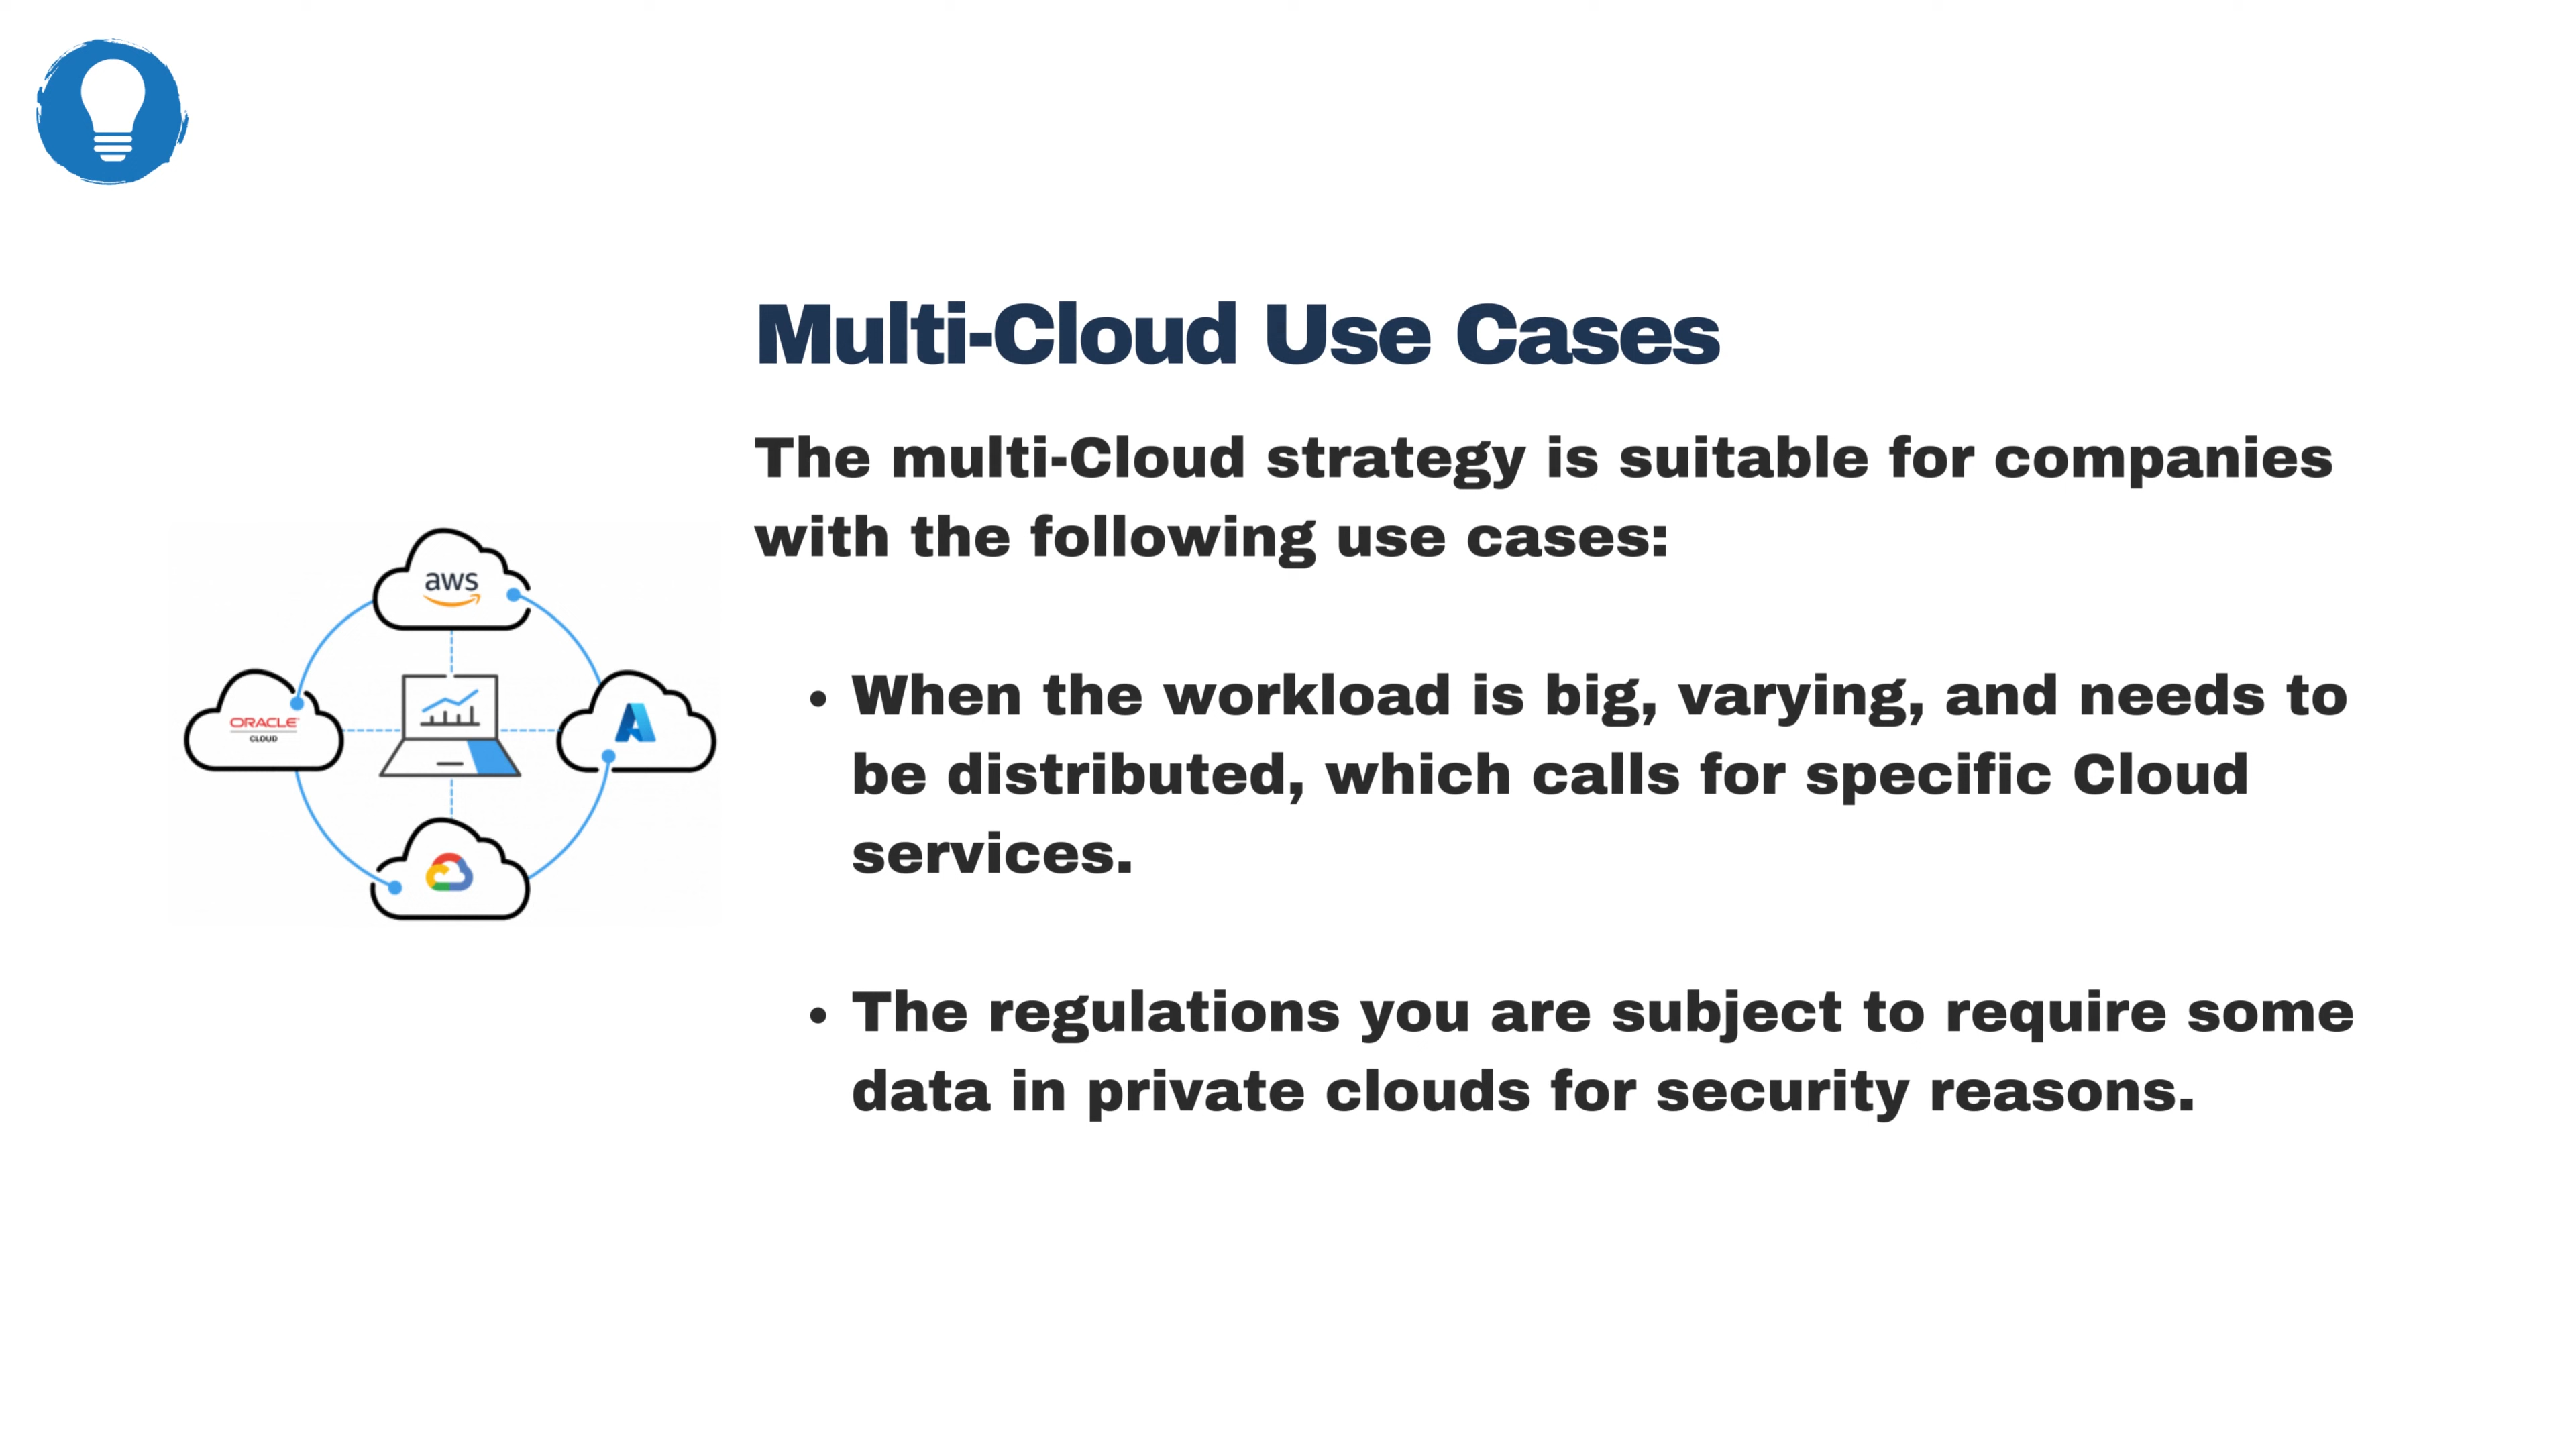 Multi-Cloud Use Cases
The multi-Cloud strategy is suitable for companies
with the following use cases:
aws
ORACLE
CLOUD
• When the workload is big, varying, and needs to
be distributed, which calls for specific Cloud
services.
• The regulations you are subject to require some
data in private clouds for security reasons.